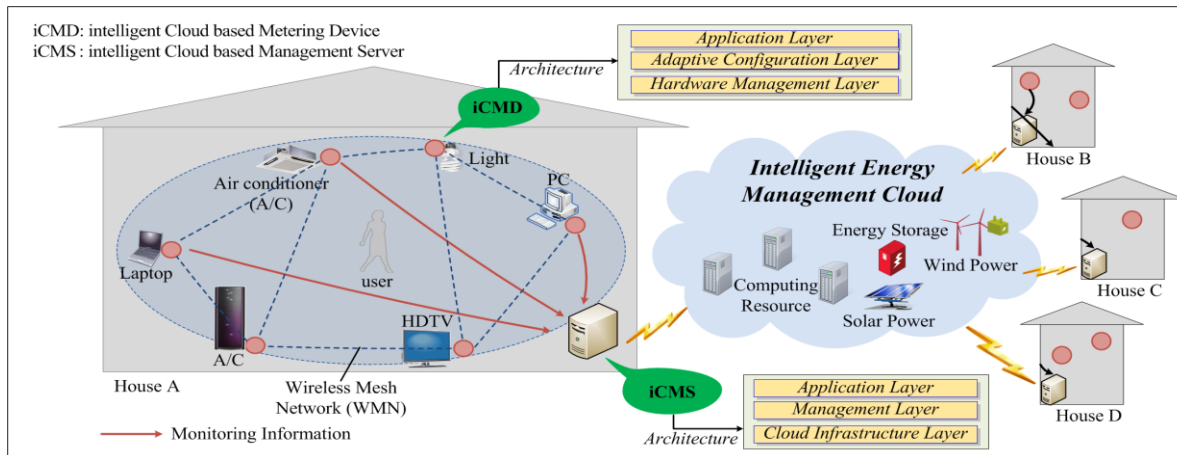 iCMD: intelligent Cloud based Metering Device
iCMS : intelligent Cloud based Management Server
Architecture
Application Layer
Adaptive Configuration Layer
Hardware Management Layer
iCMD
Light
Air conditioner
(A/C)
PC
Laptop
user
HDTV
A/C
House A
Wireless Mesh
Network (WMN)
Monitoring Information
iCMS
Architecture
Application Layer
Management Layer
Cloud Infrastructure Layer
Intelligent Energy
Management Cloud
Energy Storage
Wind Power
Computing
Resource
Solar Power
House B
House C
House D